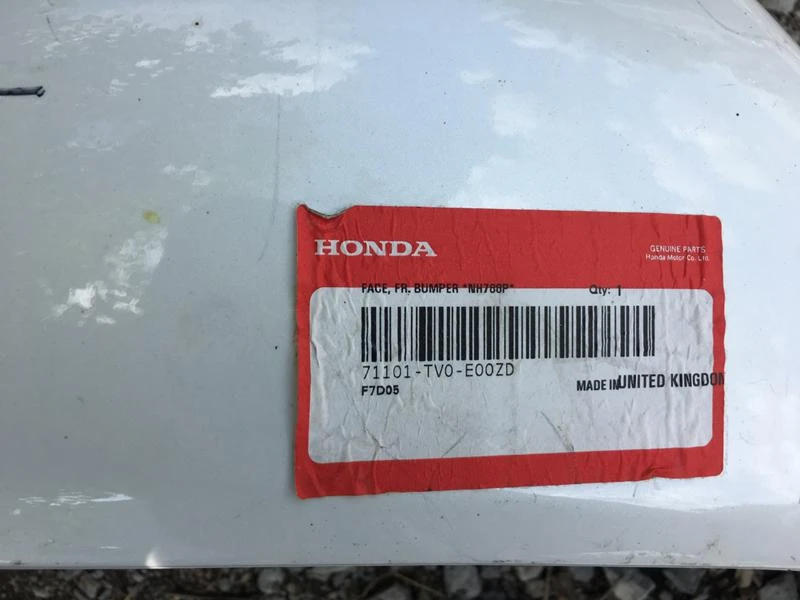 HONDA
GENUINE PARTS
Honda Motor Co. Ltd.
FACE, FR. BUMPER *NH788P* Qty: 1
71101-TV0-E00ZD
F7D05
MADE IN UNITED KINGDOM